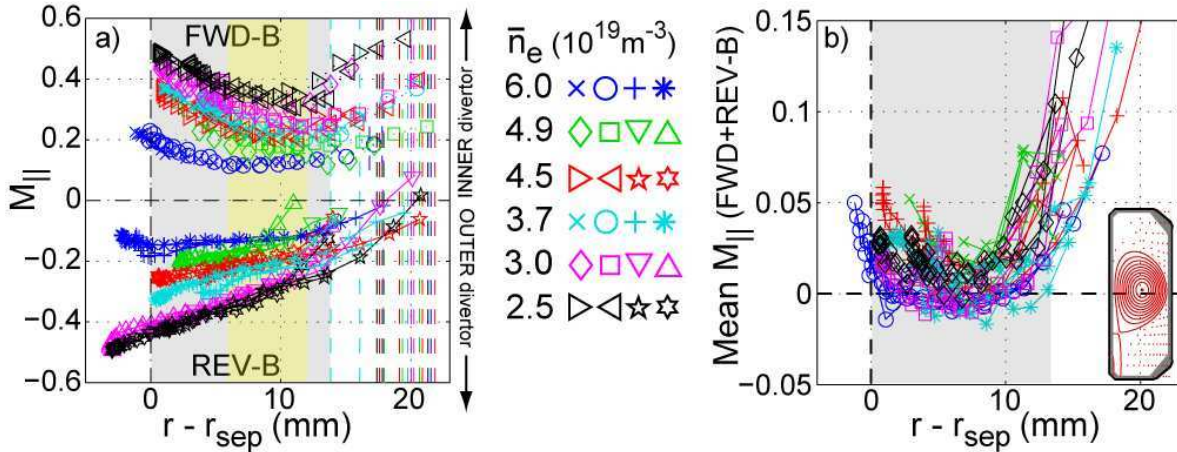 a)
FWD-B
REV-B
M||
0.6
0.4
0.2
0
−0.2
−0.4
−0.6
0
10
20
r - r_sep (mm)
INNER divertor
OUTER divertor
n̄_e (10^19 m^-3)
6.0 × ○ + ✳
4.9 ◇ □ ▽ △
4.5 ▷ ◁ ☆ ✡
3.7 × ○ + ✳
3.0 ◇ □ ▽ △
2.5 ▷ ◁ ☆ ✡
b)
Mean M|| (FWD+REV-B)
0.15
0.1
0.05
0
−0.05
0
10
20
r - r_sep (mm)